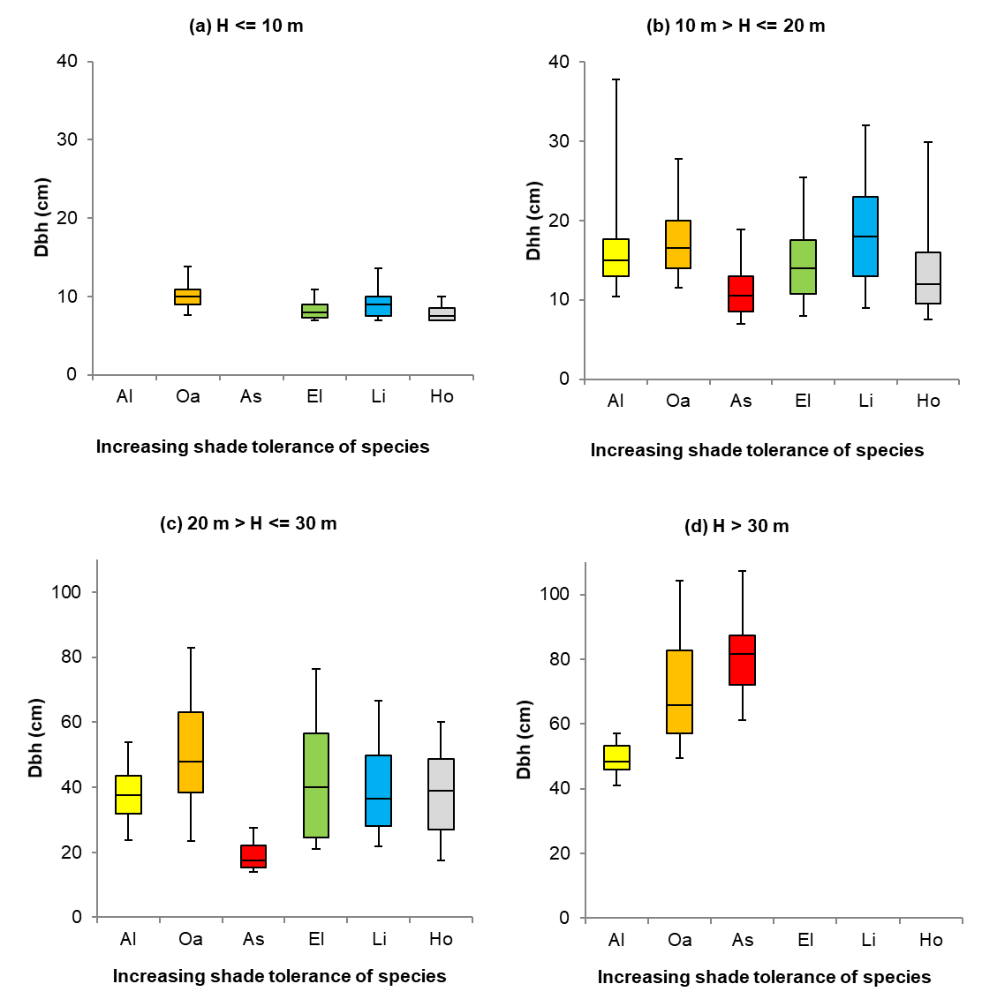 (a) H <= 10 m
40
30
20
10
0
Dbh (cm)
Al Oa As El Li Ho
Increasing shade tolerance of species
(b) 10 m > H <= 20 m
40
30
20
10
0
Dhh (cm)
Al Oa As El Li Ho
Increasing shade tolerance of species
(c) 20 m > H <= 30 m
100
80
60
40
20
0
Dbh (cm)
Al Oa As El Li Ho
Increasing shade tolerance of species
(d) H > 30 m
100
80
60
40
20
0
Dbh (cm)
Al Oa As El Li Ho
Increasing shade tolerance of species